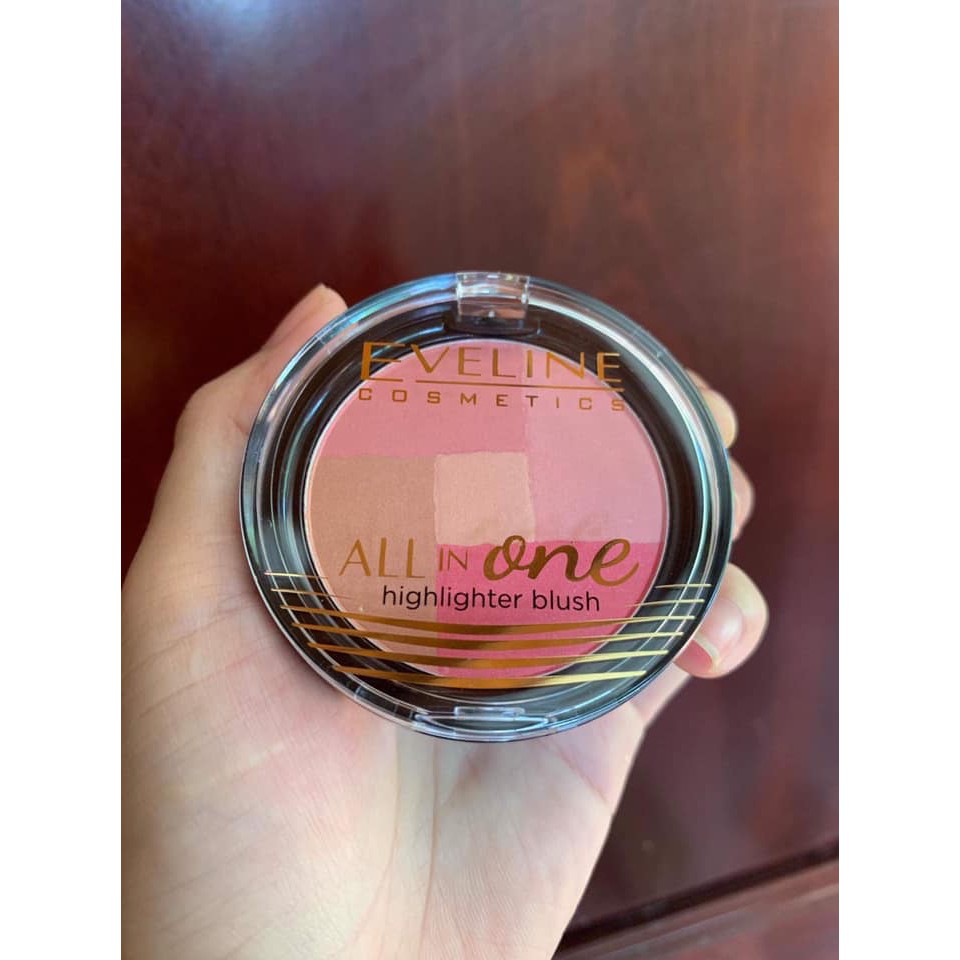 EVELINE
COSMETICS
ALL IN one
highlighter blush